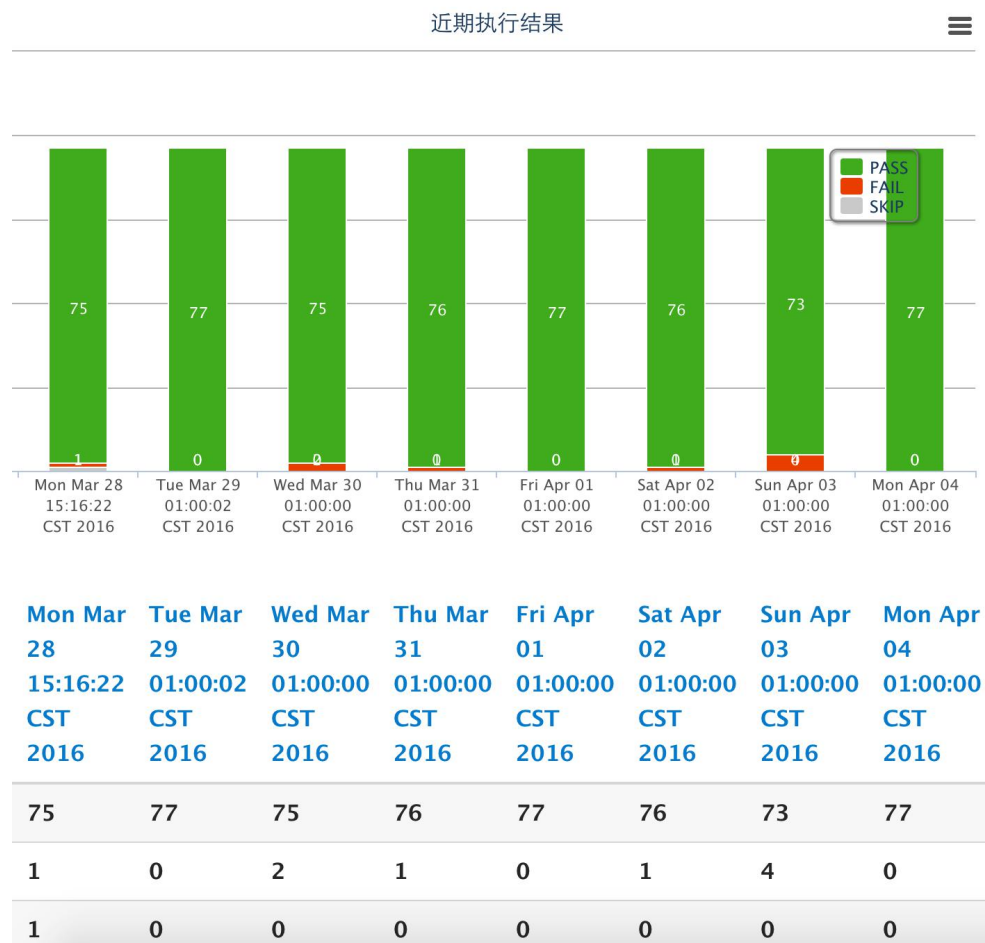 近期执行结果
PASS
FAIL
SKIP
75 77 75 76 77 76 73 77
1 0 2 1 0 1 4 0
Mon Mar 28 Tue Mar 29 Wed Mar 30 Thu Mar 31 Fri Apr 01 Sat Apr 02 Sun Apr 03 Mon Apr 04
15:16:22 01:00:02 01:00:00 01:00:00 01:00:00 01:00:00 01:00:00 01:00:00
CST 2016 CST 2016 CST 2016 CST 2016 CST 2016 CST 2016 CST 2016 CST 2016
Mon Mar Tue Mar Wed Mar Thu Mar Fri Apr Sat Apr Sun Apr Mon Apr
28 29 30 31 01 02 03 04
15:16:22 01:00:02 01:00:00 01:00:00 01:00:00 01:00:00 01:00:00 01:00:00
CST CST CST CST CST CST CST CST
2016 2016 2016 2016 2016 2016 2016 2016
75 77 75 76 77 76 73 77
1 0 2 1 0 1 4 0
1 0 0 0 0 0 0 0